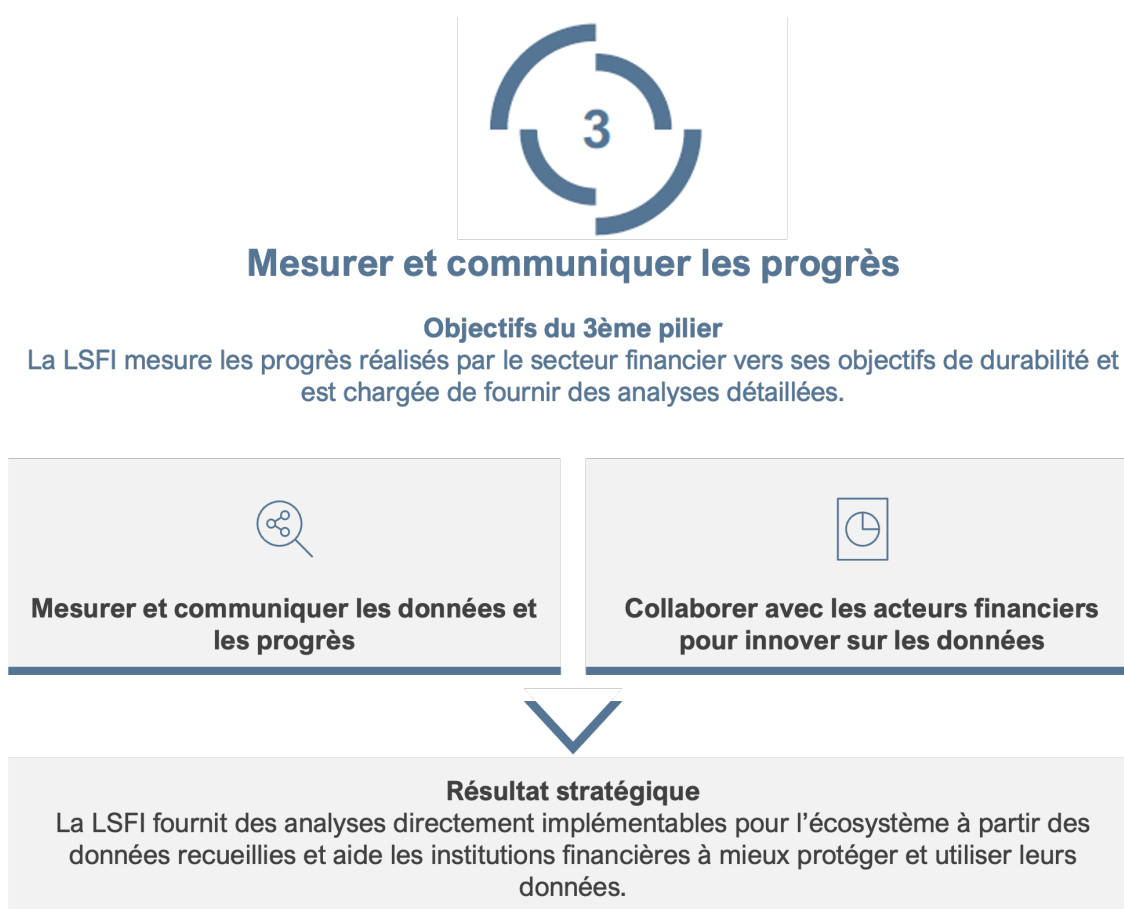 3
Mesurer et communiquer les progrès
Objectifs du 3ème pilier
La LSFI mesure les progrès réalisés par le secteur financier vers ses objectifs de durabilité et
est chargée de fournir des analyses détaillées.
Mesurer et communiquer les données et
les progrès
Collaborer avec les acteurs financiers
pour innover sur les données
Résultat stratégique
La LSFI fournit des analyses directement implémentables pour l’écosystème à partir des
données recueillies et aide les institutions financières à mieux protéger et utiliser leurs
données.